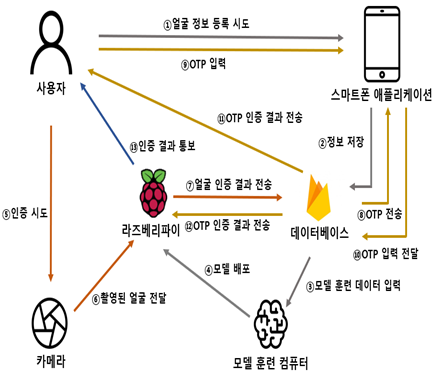 ①얼굴 정보 등록 시도
⑨OTP 입력
사용자
스마트폰 애플리케이션
⑪OTP 인증 결과 전송
②정보 저장
⑬인증 결과 통보
⑦얼굴 인증 결과 전송
⑤인증 시도
⑧OTP 전송
라즈베리파이
⑫OTP 인증 결과 전송
데이터베이스
⑩OTP 입력 전달
④모델 배포
③모델 훈련 데이터 입력
⑥촬영된 얼굴 전달
카메라
모델 훈련 컴퓨터